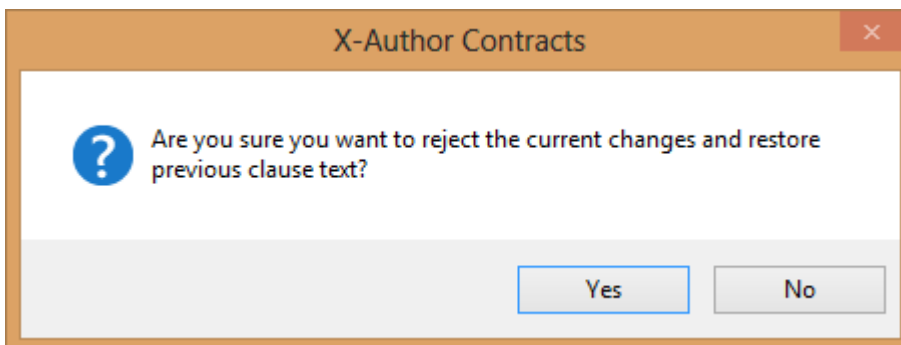 X-Author Contracts
Are you sure you want to reject the current changes and restore
previous clause text?
Yes
No